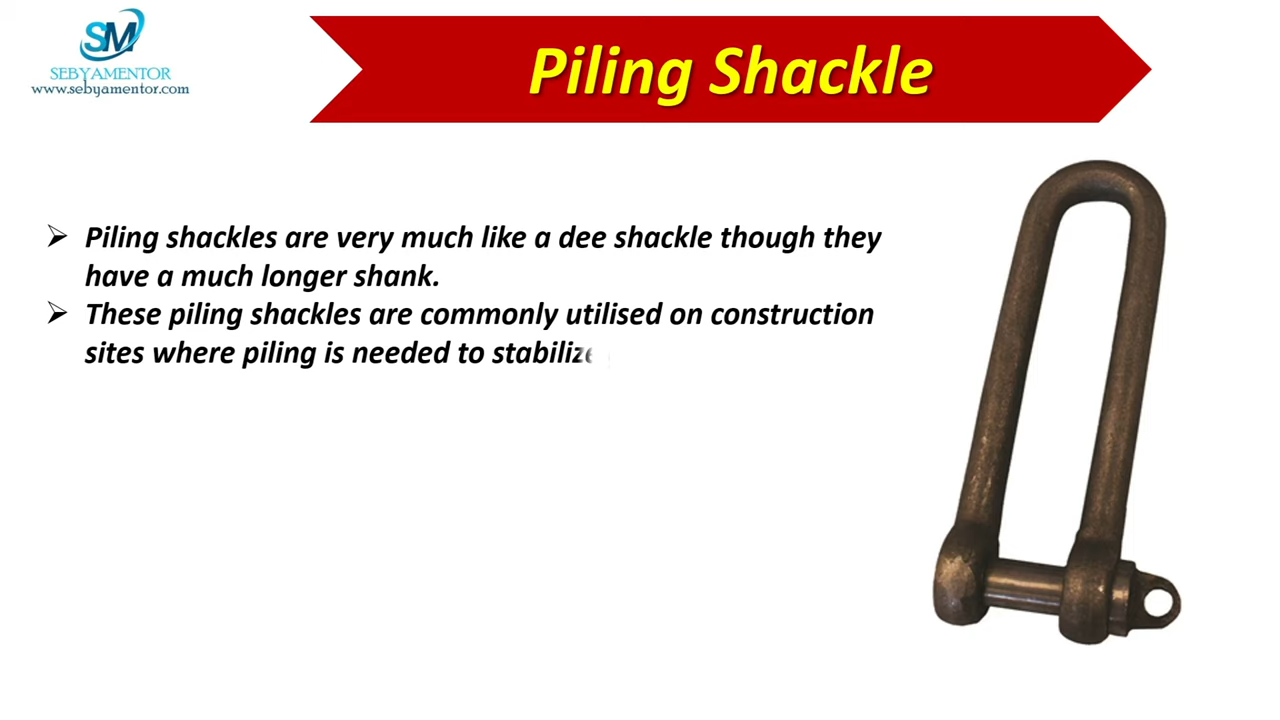 SM
SEBYAMENTOR
www.sebyamentor.com
Piling Shackle
Piling shackles are very much like a dee shackle though they
have a much longer shank.
These piling shackles are commonly utilised on construction
sites where piling is needed to stabilize